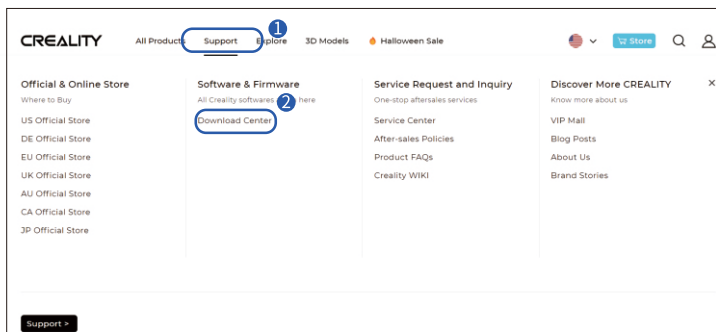 CREALITY
All Products Support Explore 3D Models Halloween Sale Store
1
Official & Online Store
Where to Buy
US Official Store
DE Official Store
EU Official Store
UK Official Store
AU Official Store
CA Official Store
JP Official Store
Software & Firmware
All Creality softwares here
2
Download Center
Service Request and Inquiry
One-stop aftersales services
Service Center
After-sales Policies
Product FAQs
Creality WIKI
Discover More CREALITY
Know more about us
VIP Mall
Blog Posts
About Us
Brand Stories
Support >